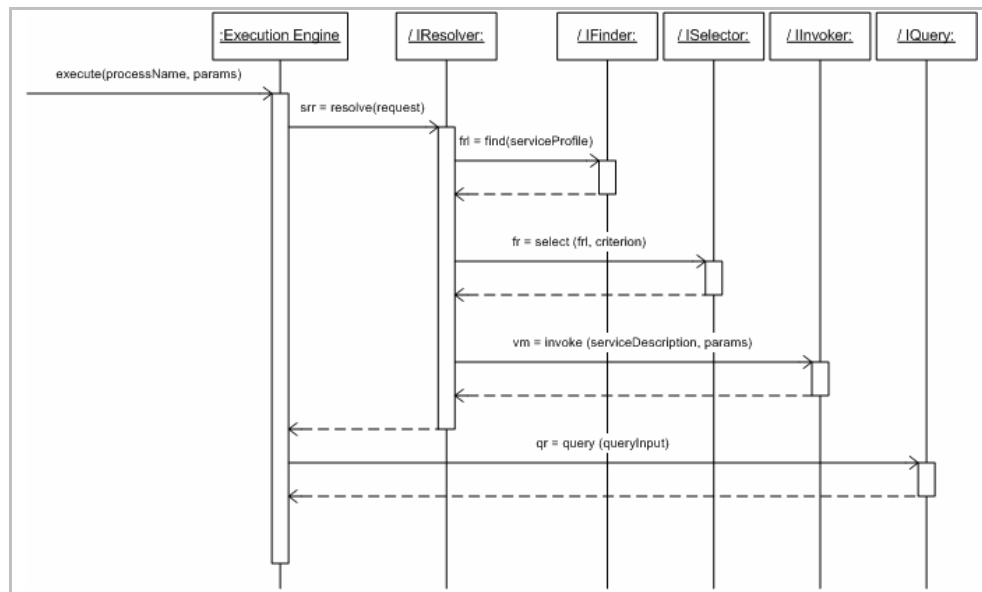 :Execution Engine
/ IResolver:
/ IFinder:
/ ISelector:
/ IInvoker:
/ IQuery:
execute(processName, params)
srr = resolve(request)
frl = find(serviceProfile)
fr = select (frl, criterion)
vm = invoke (serviceDescription, params)
qr = query (queryInput)